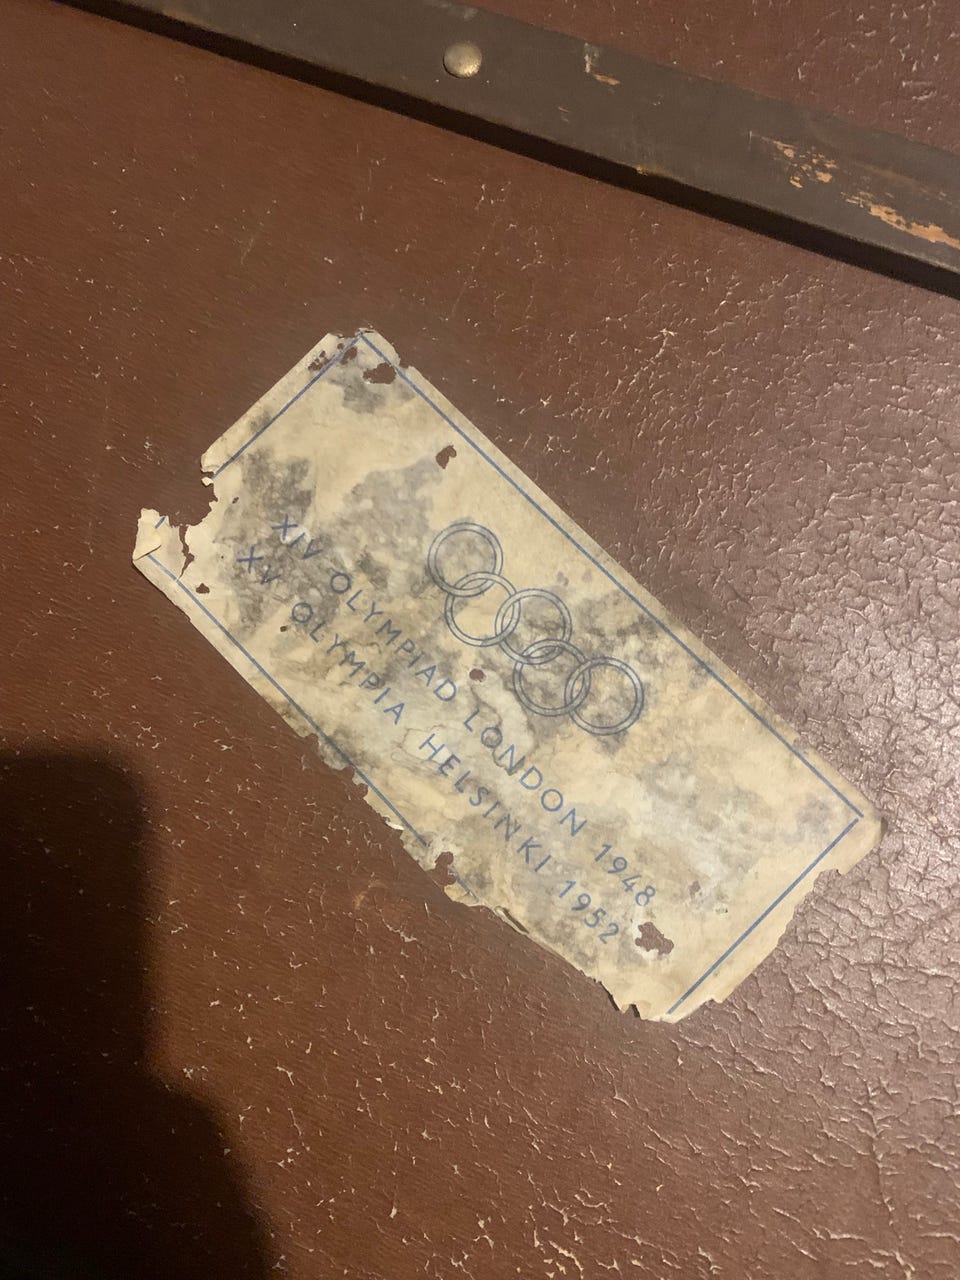 XIV OLYMPIAD LONDON 1948
XV OLYMPIA HELSINKI 1952